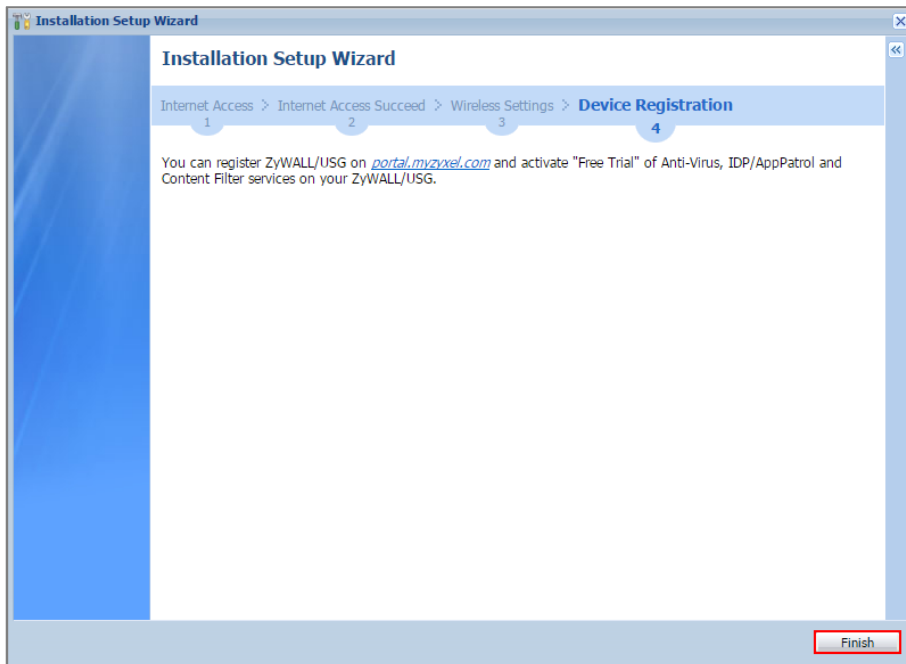 Installation Setup Wizard
Installation Setup Wizard
Internet Access > Internet Access Succeed > Wireless Settings > Device Registration
1 2 3 4
You can register ZyWALL/USG on portal.myzyxel.com and activate "Free Trial" of Anti-Virus, IDP/AppPatrol and
Content Filter services on your ZyWALL/USG.
Finish